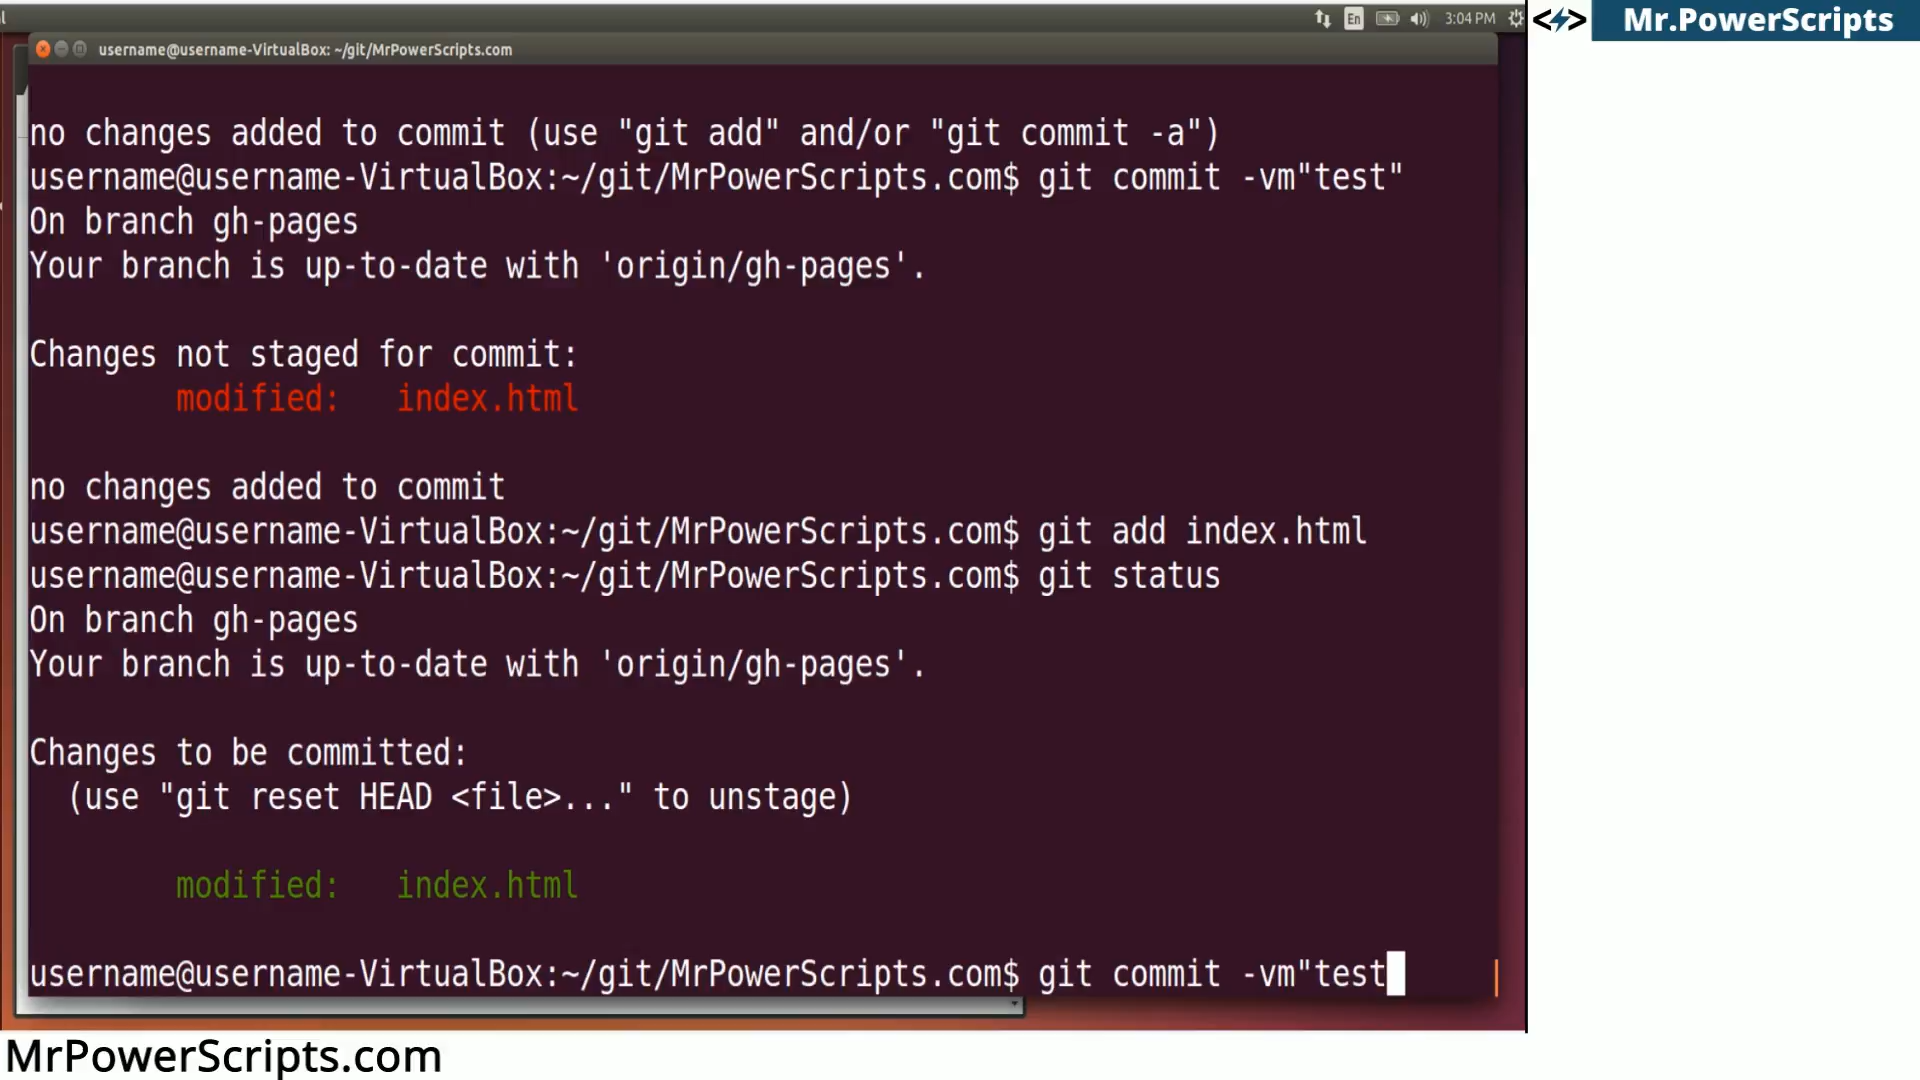 En 3:04 PM
Mr.PowerScripts
username@username-VirtualBox: ~/git/MrPowerScripts.com
no changes added to commit (use "git add" and/or "git commit -a")
username@username-VirtualBox:~/git/MrPowerScripts.com$ git commit -vm"test"
On branch gh-pages
Your branch is up-to-date with 'origin/gh-pages'.
Changes not staged for commit:
modified:   index.html
no changes added to commit
username@username-VirtualBox:~/git/MrPowerScripts.com$ git add index.html
username@username-VirtualBox:~/git/MrPowerScripts.com$ git status
On branch gh-pages
Your branch is up-to-date with 'origin/gh-pages'.
Changes to be committed:
(use "git reset HEAD <file>..." to unstage)
modified:   index.html
username@username-VirtualBox:~/git/MrPowerScripts.com$ git commit -vm"test
MrPowerScripts.com